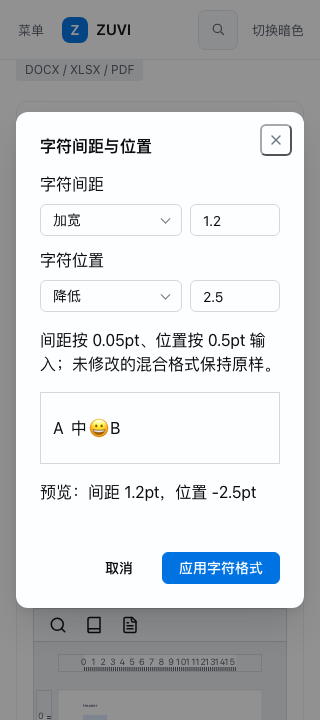 菜单 Z ZUVI 切换暗色
DOCX / XLSX / PDF
字符间距与位置
字符间距
加宽 1.2
字符位置
降低 2.5
间距按 0.05pt、位置按 0.5pt 输
入；未修改的混合格式保持原样。
A 中😀B
预览：间距 1.2pt，位置 -2.5pt
取消 应用字符格式
0 1 2 3 4 5 6 7 8 9 10 11 12 13 14 15
Header
0